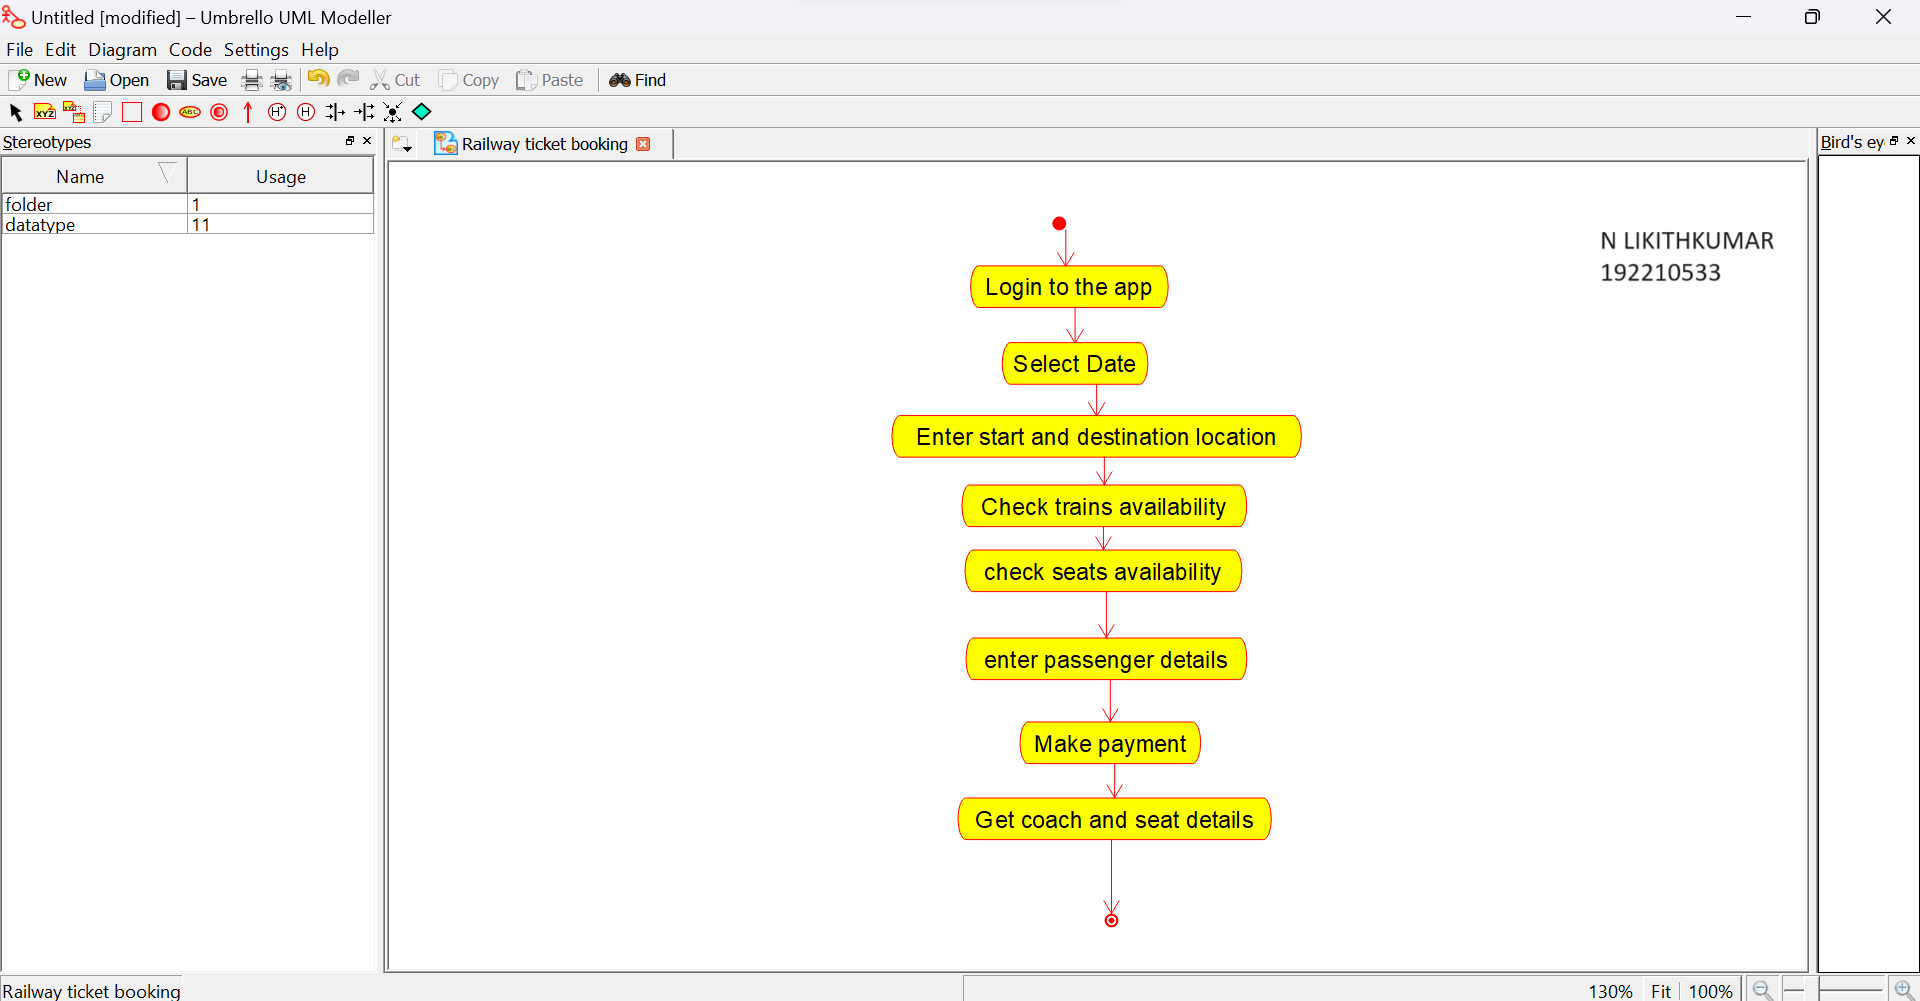 Untitled [modified] – Umbrello UML Modeller
File Edit Diagram Code Settings Help
New Open Save Cut Copy Paste Find
XYZ XYZ ABC H* H
Stereotypes
Railway ticket booking
Bird's ey
Name Usage
folder 1
datatype 11
N LIKITHKUMAR
192210533
Login to the app
Select Date
Enter start and destination location
Check trains availability
check seats availability
enter passenger details
Make payment
Get coach and seat details
Railway ticket booking
130% Fit 100%